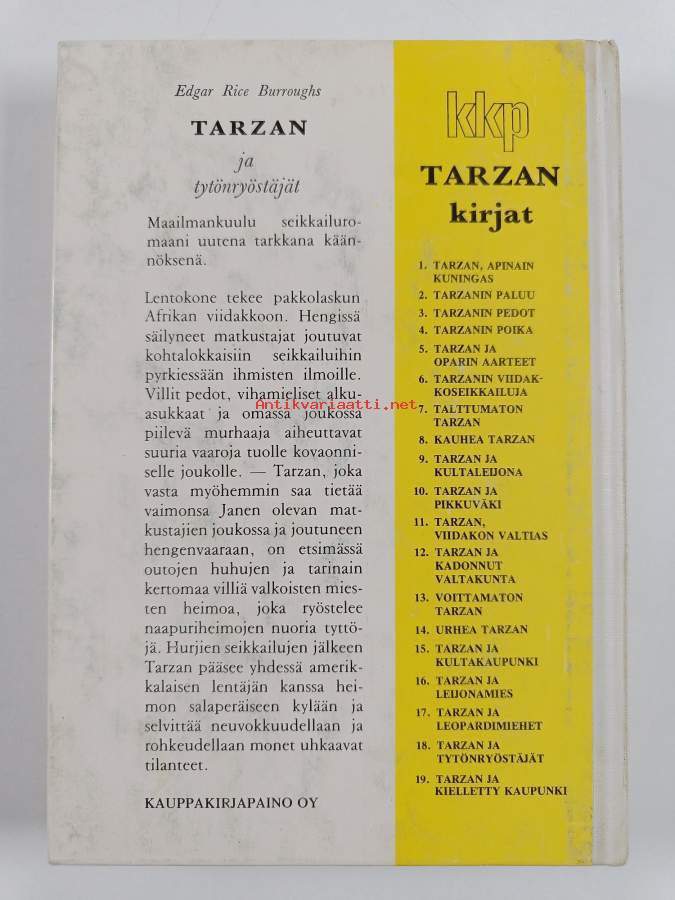 Edgar Rice Burroughs
TARZAN
ja
tytönryöstäjät
Maailmankuulu seikkailuro-
maani uutena tarkkana kään-
nöksenä.
Lentokone tekee pakkolaskun
Afrikan viidakkoon. Hengissä
säilyneet matkustajat joutuvat
kohtalokkaisiin seikkailuihin
pyrkiessään ihmisten ilmoille.
Villit pedot, vihamieliset alku-
asukkaat ja omassa joukossa
piilevä murhaaja aiheuttavat
suuria vaaroja tuolle kovaonni-
selle joukolle. — Tarzan, joka
vasta myöhemmin saa tietää
vaimonsa Janen olevan mat-
kustajien joukossa ja joutuneen
hengenvaaraan, on etsimässä
outojen huhujen ja tarinain
kertomaa villiä valkoisten mies-
ten heimoa, joka ryöstelee
naapuriheimojen nuoria tyttö-
jä. Hurjien seikkailujen jälkeen
Tarzan pääsee yhdessä amerik-
kalaisen lentäjän kanssa hei-
mon salaperäiseen kylään ja
selvittää neuvokkuudellaan ja
rohkeudellaan monet uhkaavat
tilanteet.
KAUPPAKIRJAPAINO OY
kkp
TARZAN
kirjat
1. TARZAN, APINAIN
KUNINGAS
2. TARZANIN PALUU
3. TARZANIN PEDOT
4. TARZANIN POIKA
5. TARZAN JA
OPARIN AARTEET
6. TARZANIN VIIDAK-
KOSEIKKAILUJA
7. TALTTUMATON
TARZAN
8. KAUHEA TARZAN
9. TARZAN JA
KULTALEIJONA
10. TARZAN JA
PIKKUVÄKI
11. TARZAN,
VIIDAKON VALTIAS
12. TARZAN JA
KADONNUT
VALTAKUNTA
13. VOITTAMATON
TARZAN
14. URHEA TARZAN
15. TARZAN JA
KULTAKAUPUNKI
16. TARZAN JA
LEIJONAMIES
17. TARZAN JA
LEOPARDIMIEHET
18. TARZAN JA
TYTÖNRYÖSTÄJÄT
19. TARZAN JA
KIELLETTY KAUPUNKI
Antikvariaatti.net